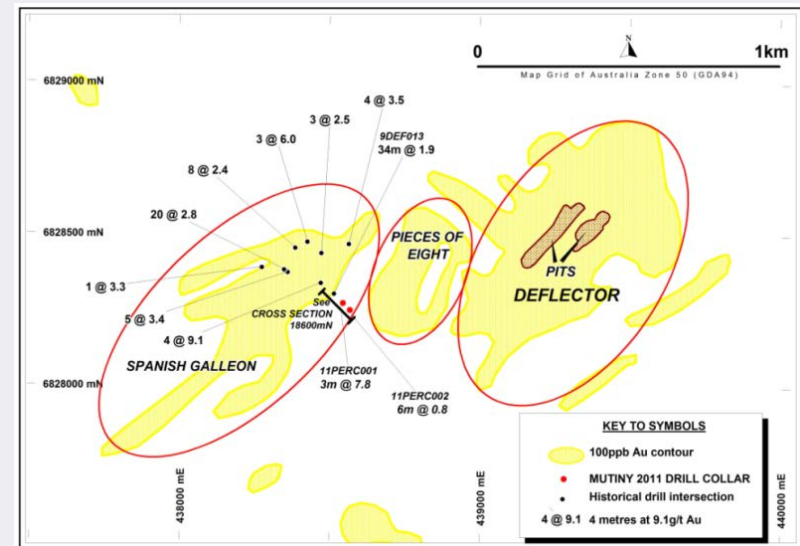 0
N
1km
Map Grid of Australia Zone 50 (GDA94)
6829000 mN
4 @ 3.5
3 @ 2.5
9DEF013
34m @ 1.9
3 @ 6.0
8 @ 2.4
20 @ 2.8
6828500 mN
PIECES OF
EIGHT
PITS
DEFLECTOR
1 @ 3.3
5 @ 3.4
4 @ 9.1
See
CROSS SECTION
18600mN
SPANISH GALLEON
6828000 mN
11PERC001
3m @ 7.8
11PERC002
6m @ 0.8
438000 mE
439000 mE
440000 mE
KEY TO SYMBOLS
100ppb Au contour
MUTINY 2011 DRILL COLLAR
Historical drill intersection
4 @ 9.1 4 metres at 9.1g/t Au